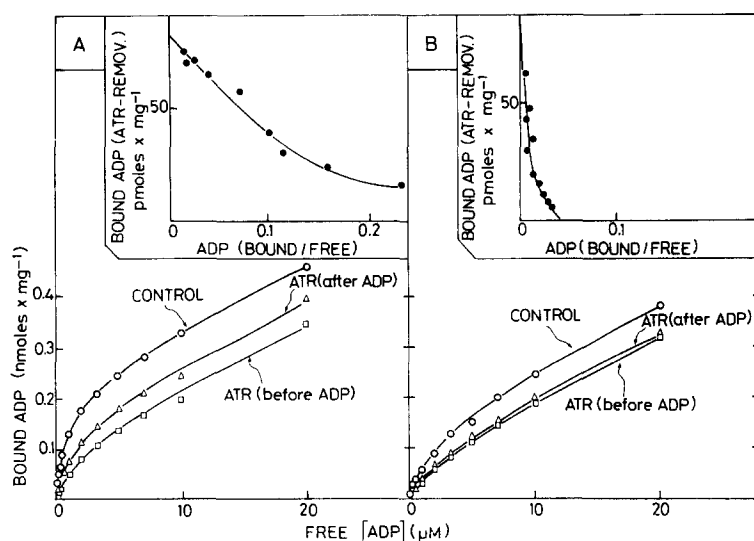 A
BOUND ADP (ATR-REMOV.)
pmoles x mg⁻¹
50
0
0.1
0.2
ADP (BOUND/FREE)
B
BOUND ADP (ATR-REMOV.)
pmoles x mg⁻¹
50
0
0.1
ADP(BOUND/FREE)
BOUND ADP (nmoles x mg⁻¹)
0.4
0.3
0.2
0.1
CONTROL
ATR(after ADP)
ATR (before ADP)
0
10
20
CONTROL
ATR(after ADP)
ATR (before ADP)
0
10
20
FREE [ADP] (μM)